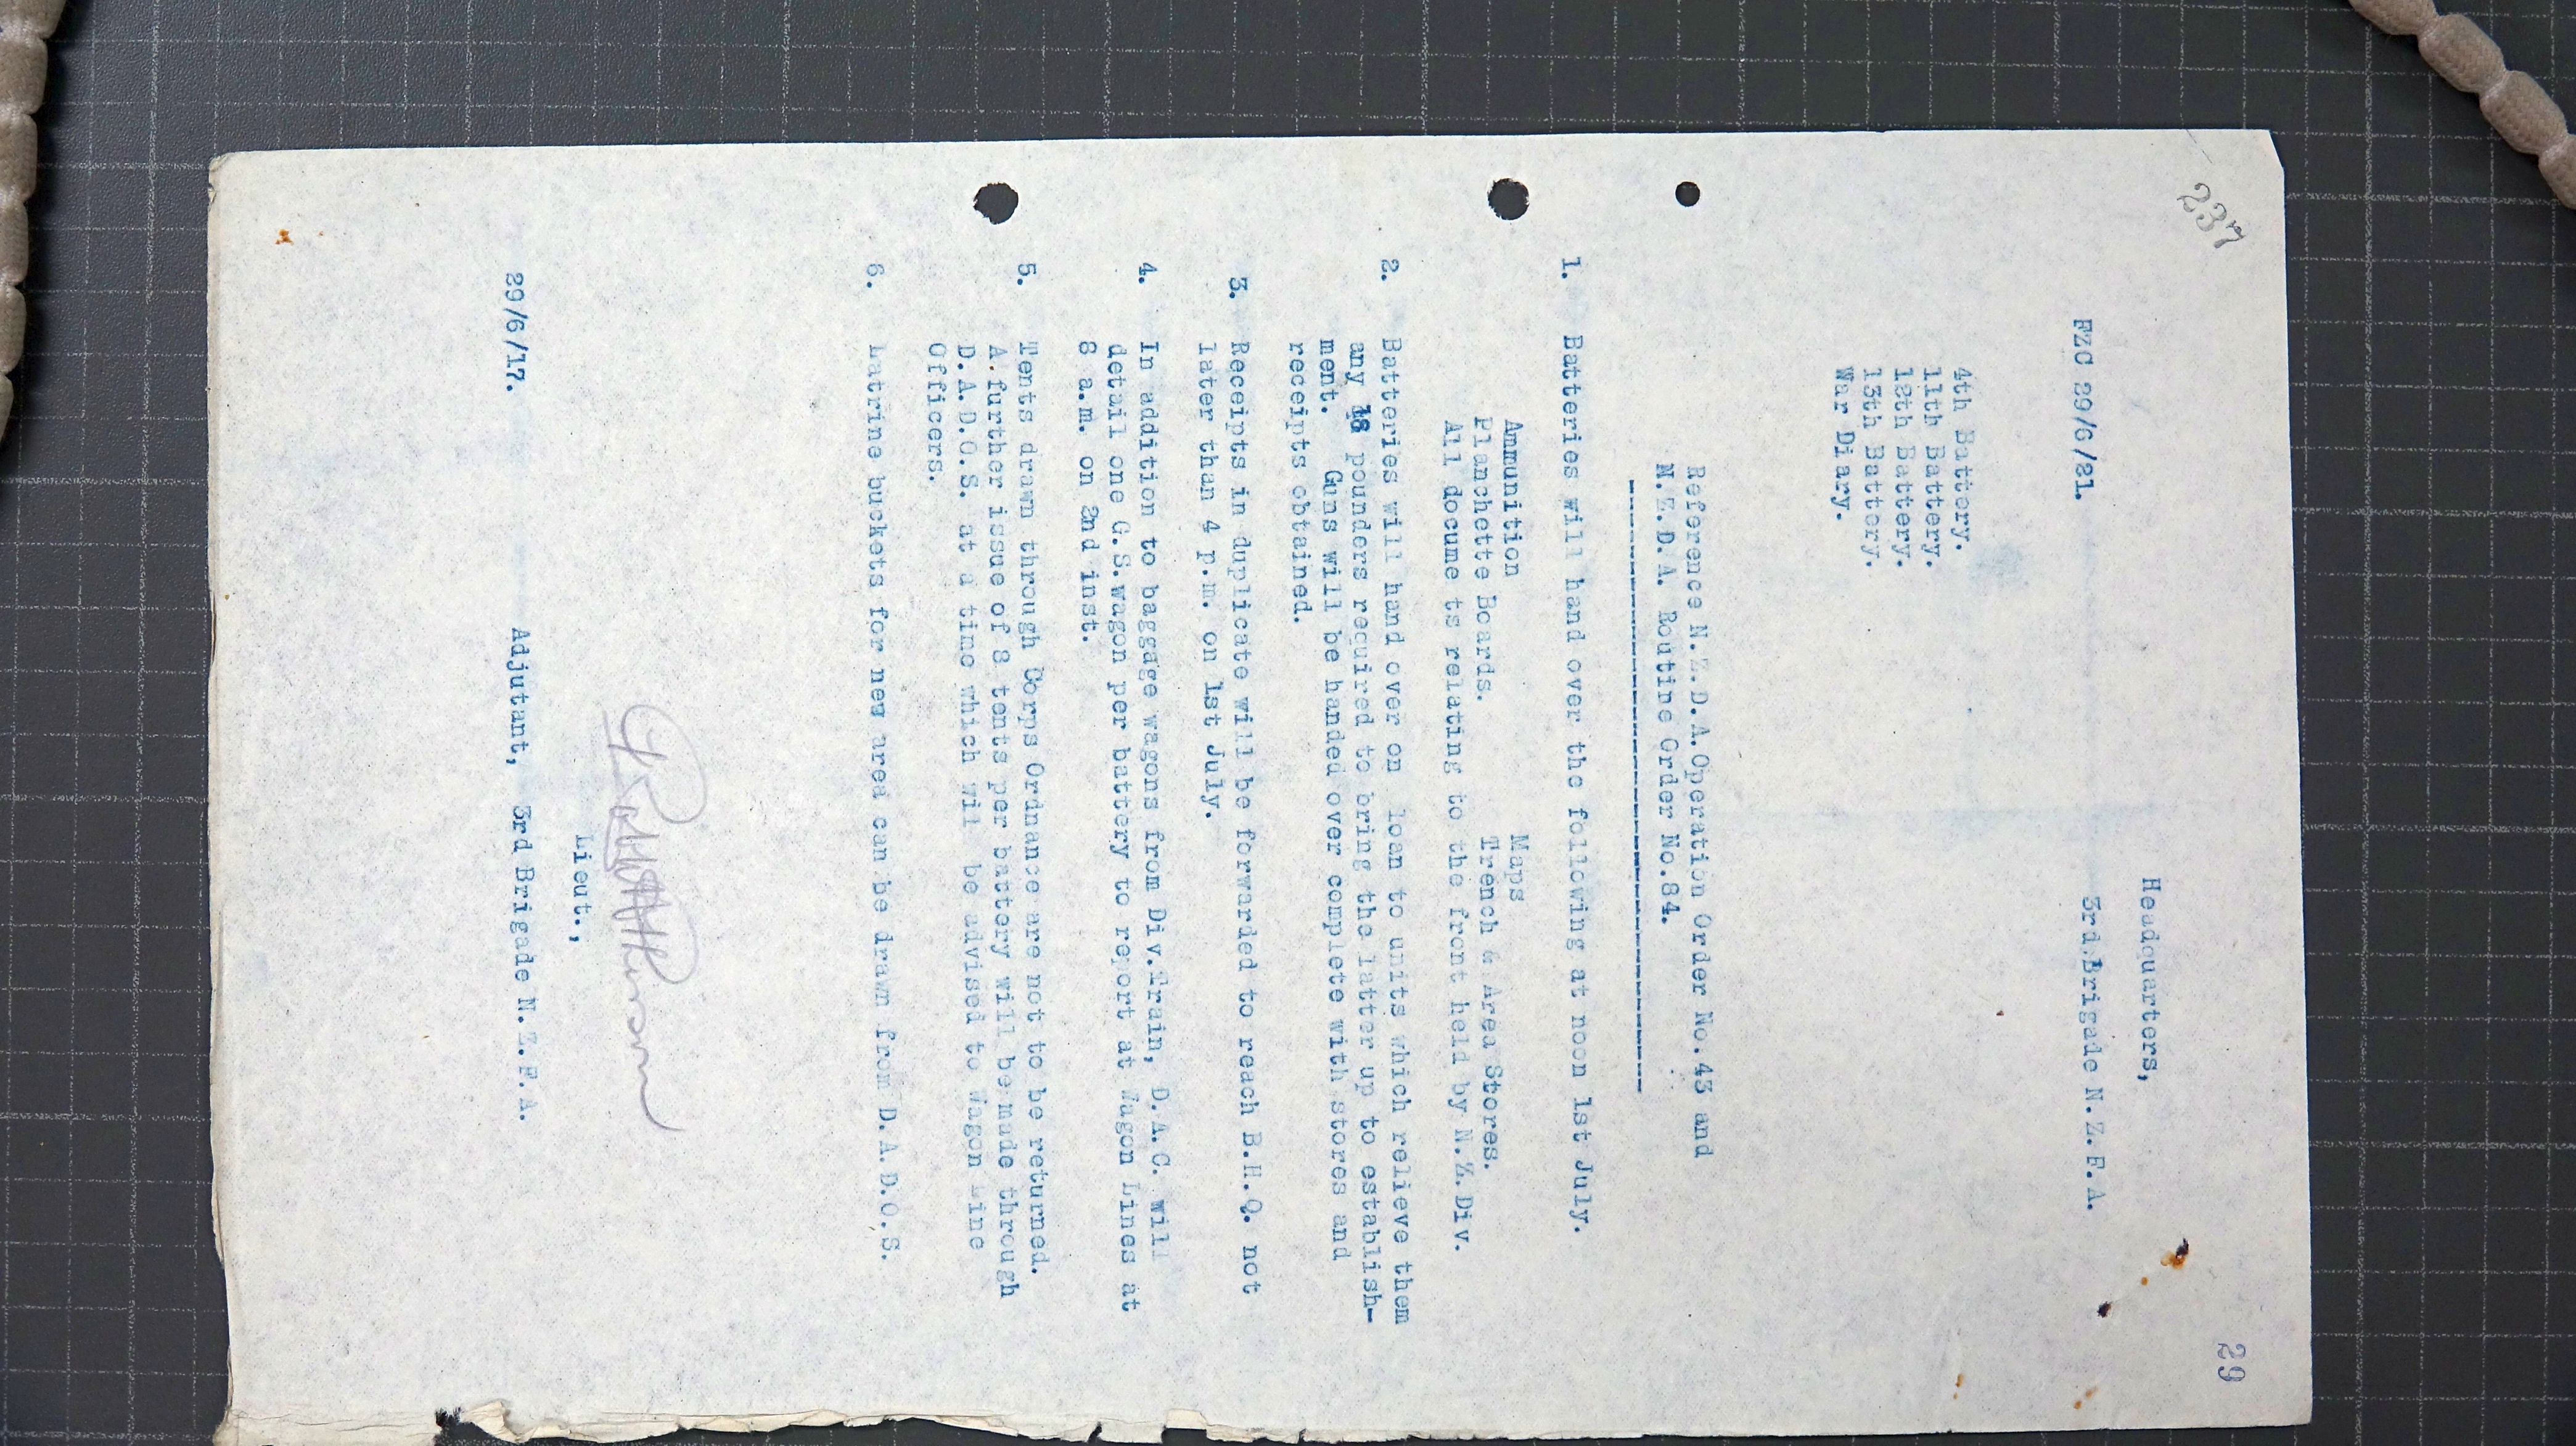 237
29
Headquarters,
FZC 29/6/21. 3rd.Brigade N.Z.F.A.
4th Battery.
11th Battery.
12th Battery.
13th Battery.
War Diary.
Reference N.Z.D.A.Operation Order No.43 and
N.Z.D.A. Routine Order No.84.
1. Batteries will hand over the following at noon 1st July.
Ammunition Maps
Planchette Boards. Trench & Area Stores.
All docume ts relating to the front held by N.Z.Div.
2. Batteries will hand over on loan to units which relieve them
any 18 pounders required to bring the latter up to establish-
ment. Guns will be handed over complete with stores and
receipts obtained.
3. Receipts in duplicate will be forwarded to reach B.H.Q. not
later than 4 p.m. on 1st July.
4. In addition to baggage wagons from Div.Train, D.A.C. will
detail one G.S.wagon per battery to report at Wagon Lines at
8 a.m. on 2nd inst.
5. Tents drawn through Corps Ordnance are not to be returned.
A.further issue of 8 tents per battery will be made through
D.A.D.O.S. at a time which will be advised to Wagon Line
Officers.
6. Latrine buckets for new area can be drawn from D.A.D.O.S.
Lieut.,
29/6/17. Adjutant, 3rd Brigade N.Z.F.A.